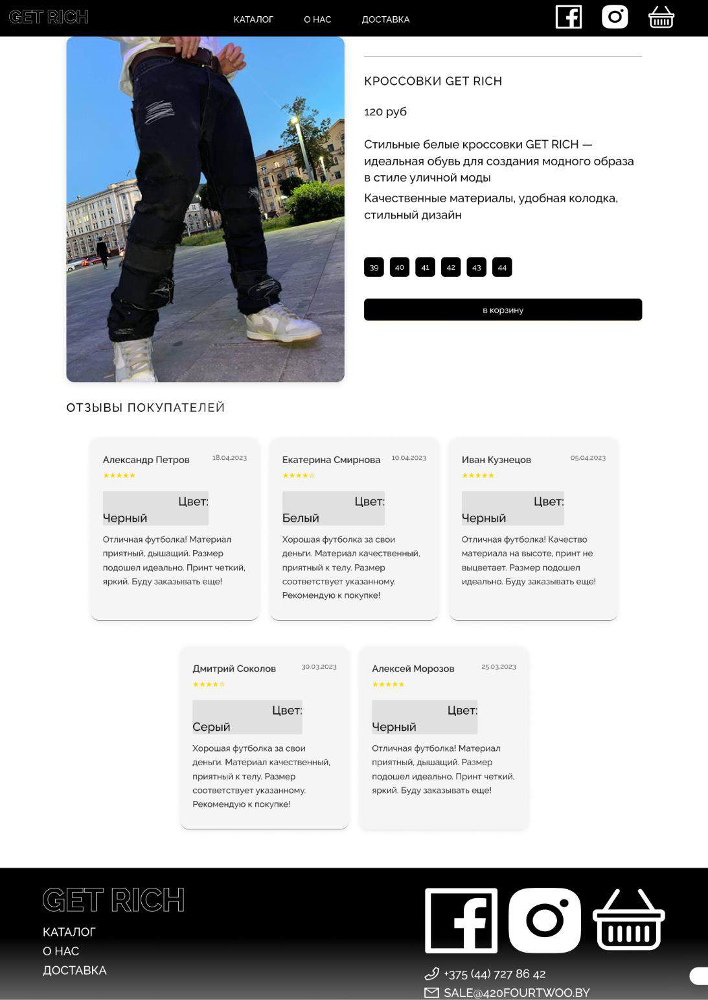 GET RICH
КАТАЛОГ О НАС ДОСТАВКА
КРОССОВКИ GET RICH
120 руб
Стильные белые кроссовки GET RICH —
идеальная обувь для создания модного образа
в стиле уличной моды
Качественные материалы, удобная колодка,
стильный дизайн
39 40 41 42 43 44
в корзину
ОТЗЫВЫ ПОКУПАТЕЛЕЙ
Александр Петров 18.04.2023
★★★★★
Цвет:
Черный
Отличная футболка! Материал
приятный, дышащий. Размер
подошел идеально. Принт четкий,
яркий. Буду заказывать еще!
Екатерина Смирнова 10.04.2023
★★★★☆
Цвет:
Белый
Хорошая футболка за свои
деньги. Материал качественный,
приятный к телу. Размер
соответствует указанному.
Рекомендую к покупке!
Иван Кузнецов 05.04.2023
★★★★★
Цвет:
Черный
Отличная футболка! Качество
материала на высоте, принт не
выцветает. Размер подошел
идеально. Буду заказывать еще!
Дмитрий Соколов 30.03.2023
★★★★☆
Цвет:
Серый
Хорошая футболка за свои
деньги. Материал качественный,
приятный к телу. Размер
соответствует указанному.
Рекомендую к покупке!
Алексей Морозов 25.03.2023
★★★★★
Цвет:
Черный
Отличная футболка! Материал
приятный, дышащий. Размер
подошел идеально. Принт четкий,
яркий. Буду заказывать еще!
GET RICH
КАТАЛОГ
О НАС
ДОСТАВКА
+375 (44) 727 86 42
SALE@420FOURTWOO.BY